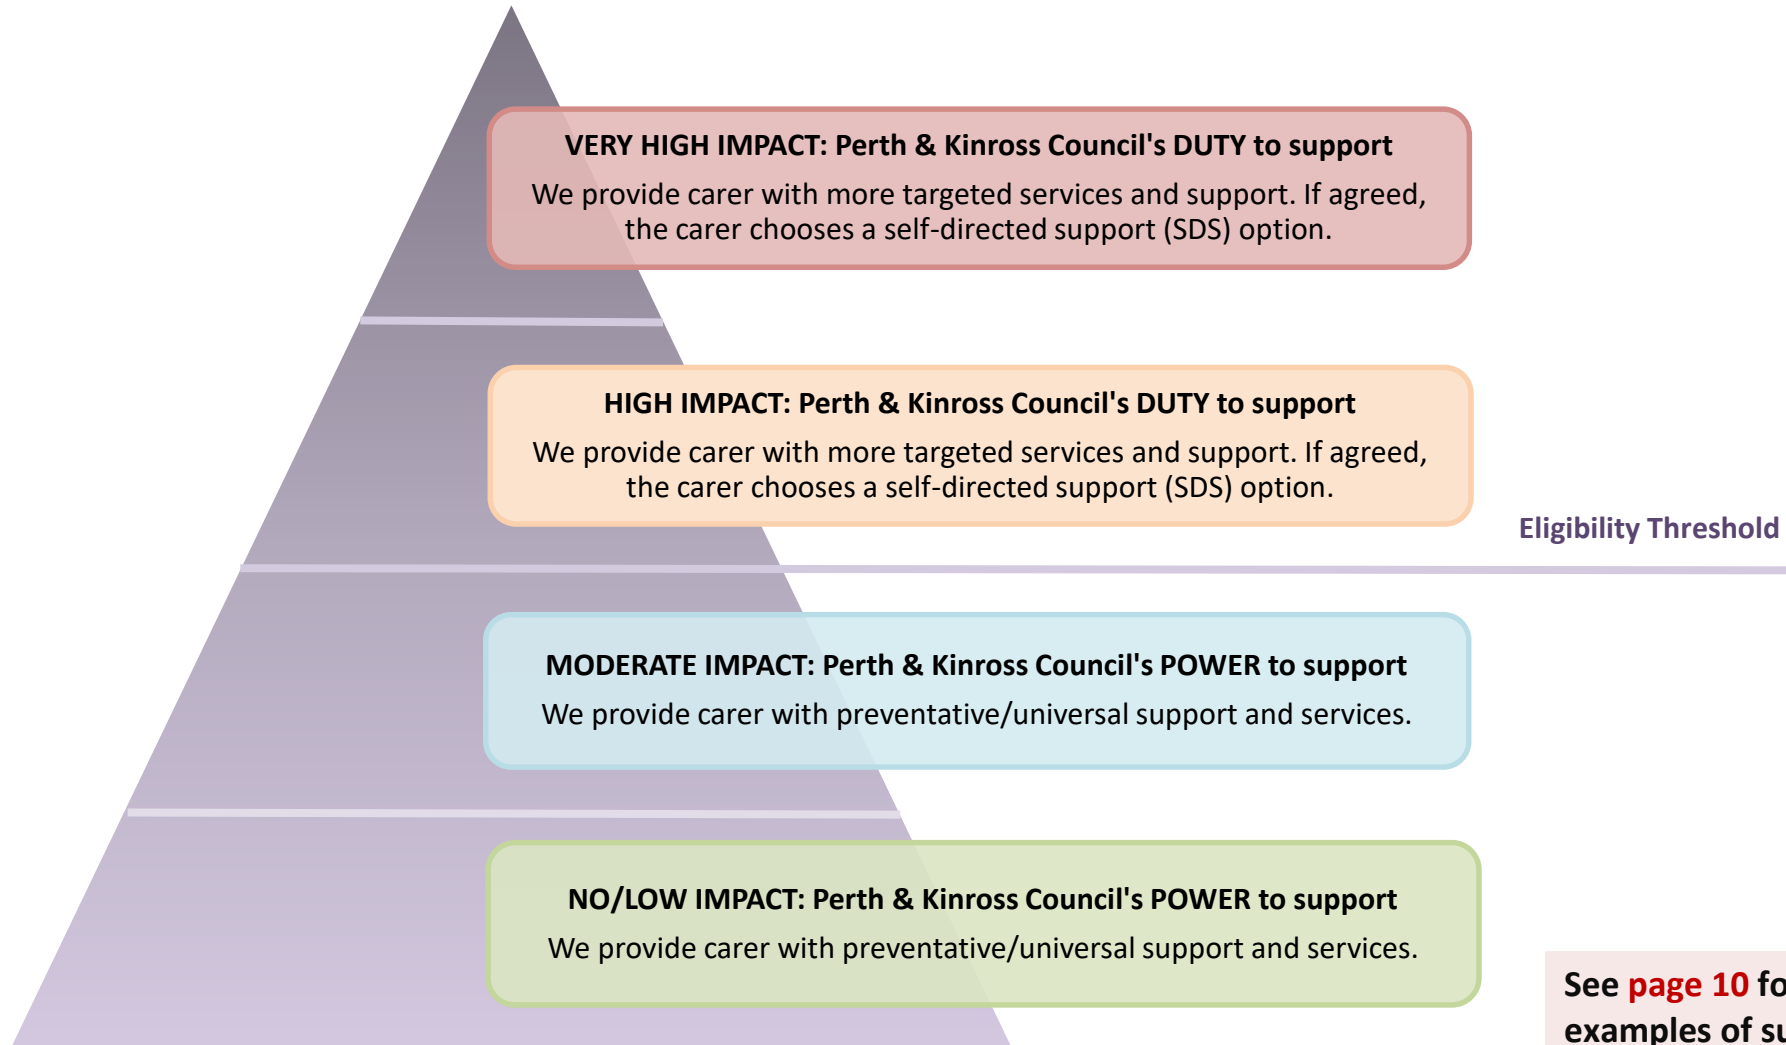 VERY HIGH IMPACT: Perth & Kinross Council's DUTY to support
We provide carer with more targeted services and support. If agreed,
the carer chooses a self-directed support (SDS) option.
HIGH IMPACT: Perth & Kinross Council's DUTY to support
We provide carer with more targeted services and support. If agreed,
the carer chooses a self-directed support (SDS) option.
Eligibility Threshold
MODERATE IMPACT: Perth & Kinross Council's POWER to support
We provide carer with preventative/universal support and services.
NO/LOW IMPACT: Perth & Kinross Council's POWER to support
We provide carer with preventative/universal support and services.
See page 10
examples of